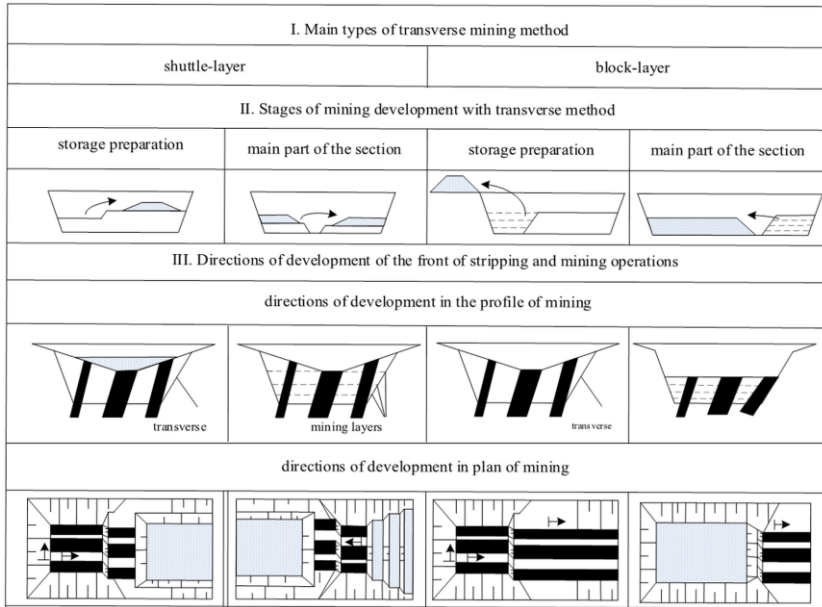 I. Main types of transverse mining method
shuttle-layer
block-layer
II. Stages of mining development with transverse method
storage preparation
main part of the section
storage preparation
main part of the section
III. Directions of development of the front of stripping and mining operations
directions of development in the profile of mining
transverse
mining layers
transverse
directions of development in plan of mining